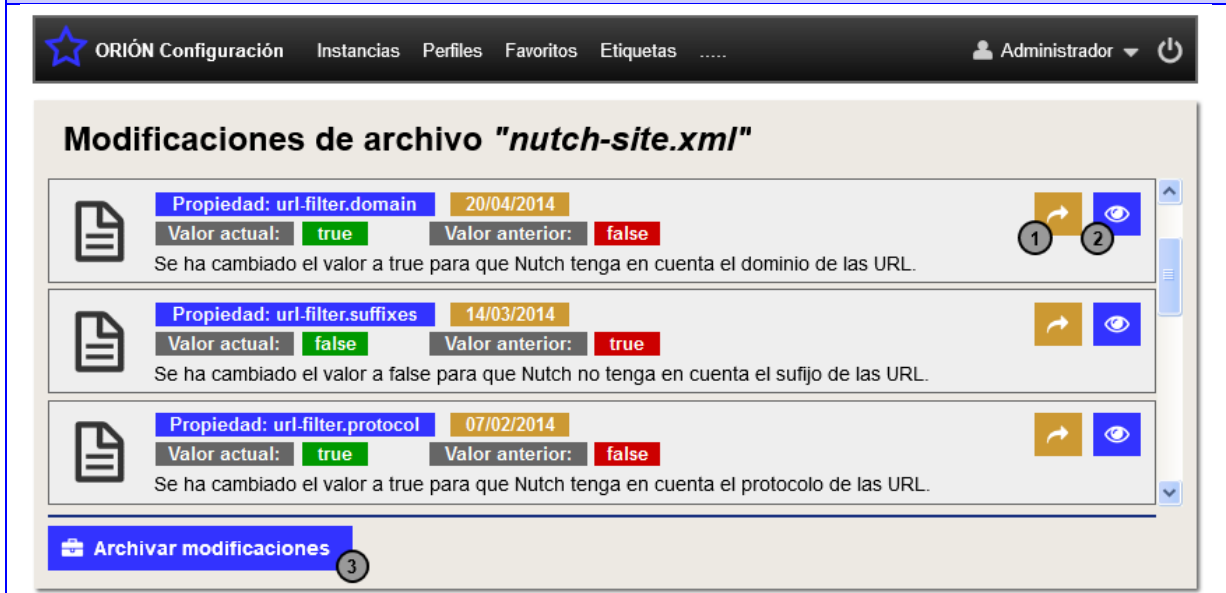 ORIÓN Configuración Instancias Perfiles Favoritos Etiquetas ..... Administrador
Modificaciones de archivo "nutch-site.xml"
Propiedad: url-filter.domain 20/04/2014
Valor actual: true Valor anterior: false
1 2
Se ha cambiado el valor a true para que Nutch tenga en cuenta el dominio de las URL.
Propiedad: url-filter.suffixes 14/03/2014
Valor actual: false Valor anterior: true
Se ha cambiado el valor a false para que Nutch no tenga en cuenta el sufijo de las URL.
Propiedad: url-filter.protocol 07/02/2014
Valor actual: true Valor anterior: false
Se ha cambiado el valor a true para que Nutch tenga en cuenta el protocolo de las URL.
Archivar modificaciones
3